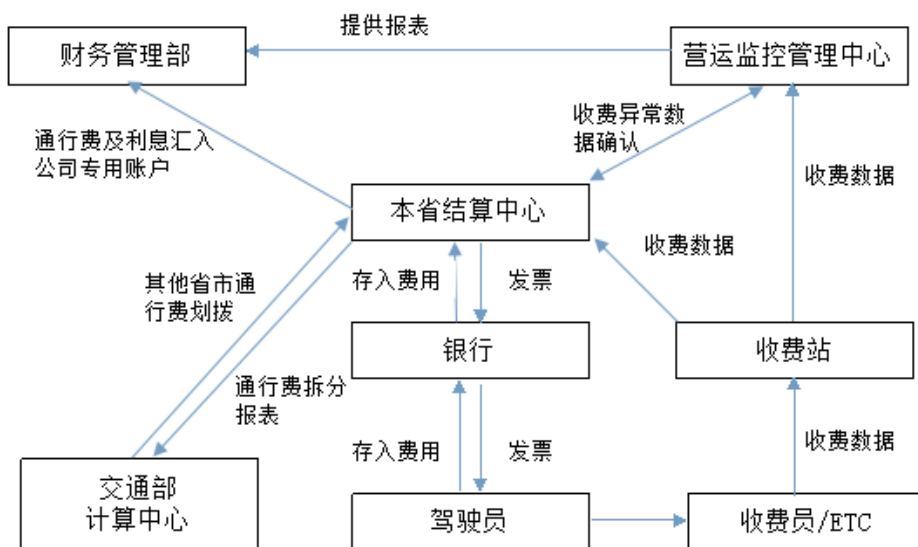 提供报表
财务管理部
营运监控管理中心
通行费及利息汇入
公司专用账户
收费异常数
据确认
收费数据
本省结算中心
收费数据
其他省市通
行费划拨
存入费用
发票
银行
收费站
通行费拆分
报表
存入费用
发票
收费数据
交通部
计算中心
驾驶员
收费员/ETC